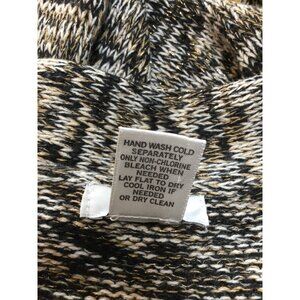 HAND WASH COLD
SEPARATELY
ONLY NON-CHLORINE
BLEACH WHEN
NEEDED
LAY FLAT TO DRY
COOL IRON IF
NEEDED
OR DRY CLEAN